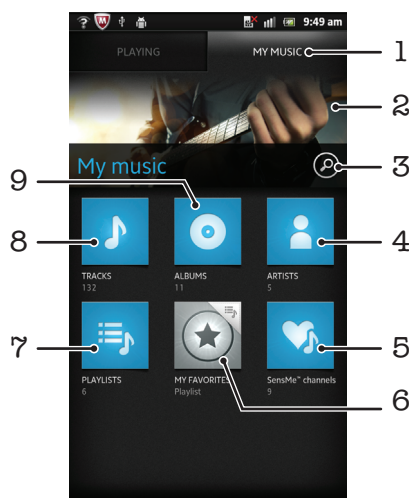 9:49 am
PLAYING
MY MUSIC
1
2
My music
3
9
8
4
TRACKS
132
ALBUMS
11
ARTISTS
5
7
5
PLAYLISTS
6
MY FAVORITES
Playlist
SensMe™ channels
9
6